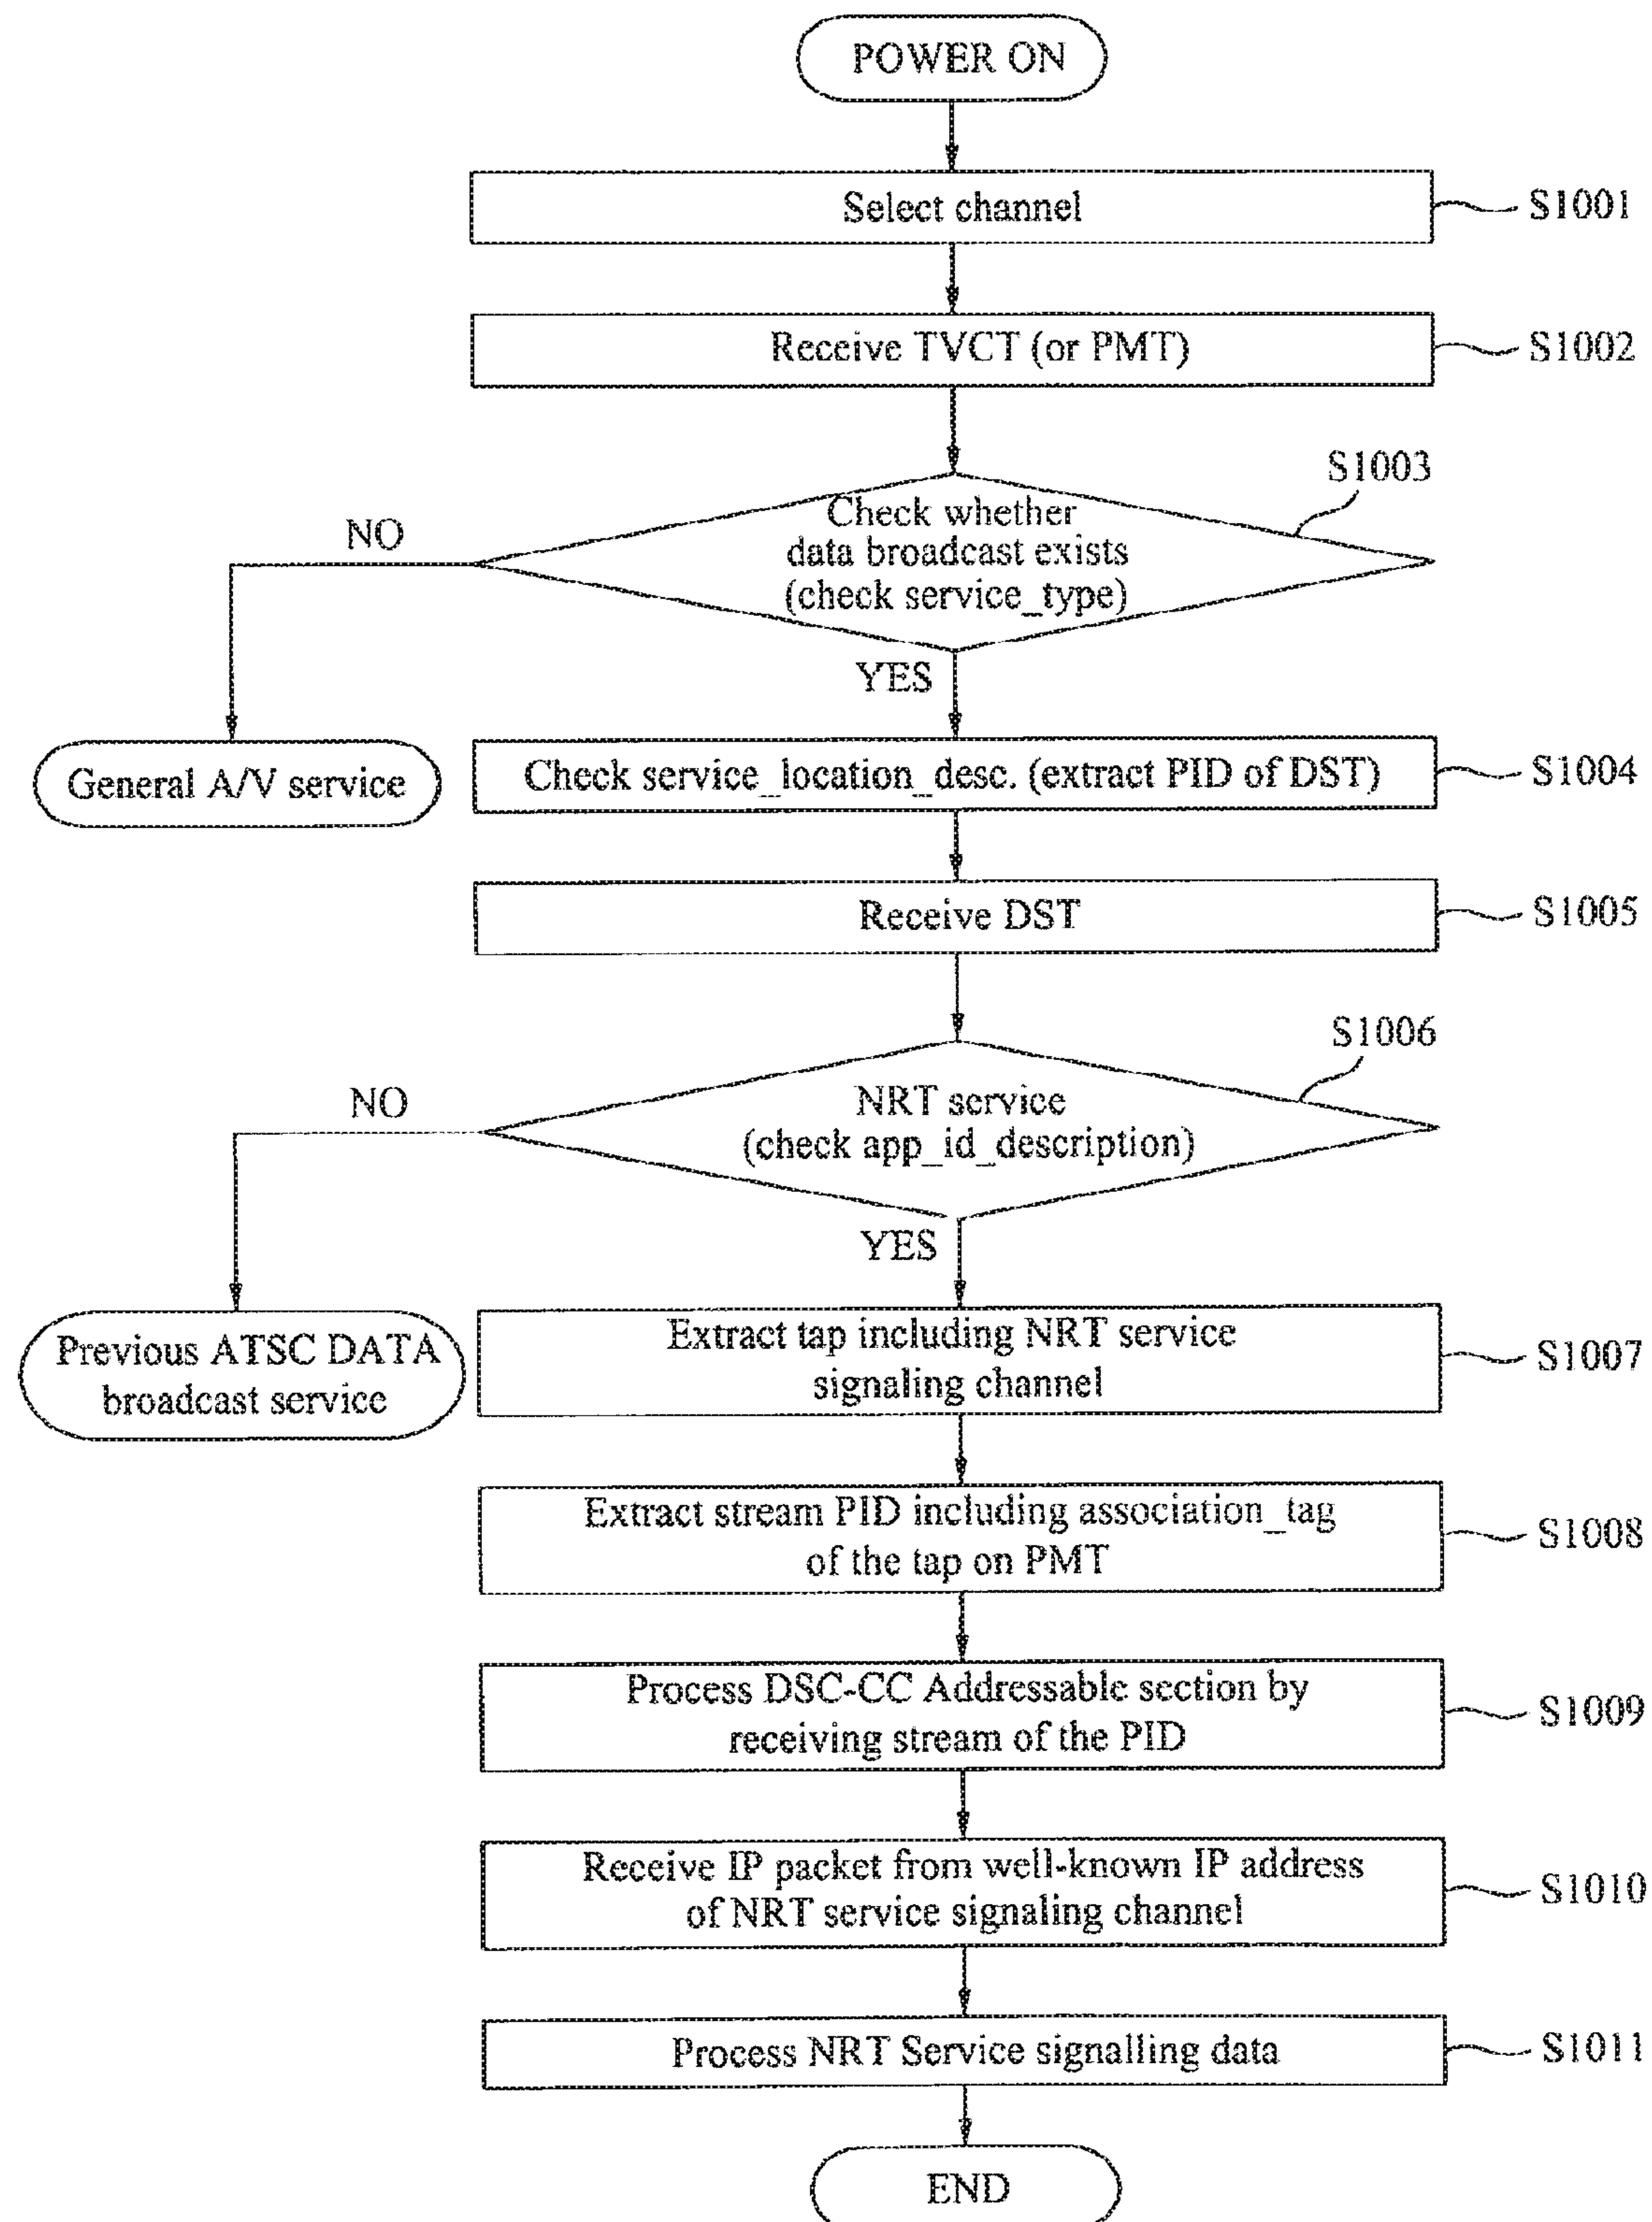 POWER ON
Select channel
S1001
Receive TVCT (or PMT)
S1002
S1003
Check whether
data broadcast exists
(check service_type)
NO
YES
General A/V service
Check service_location_desc. (extract PID of DST)
S1004
Receive DST
S1005
S1006
NRT service
(check app_id_description)
NO
YES
Previous ATSC DATA
broadcast service
Extract tap including NRT service
signaling channel
S1007
Extract stream PID including association_tag
of the tap on PMT
S1008
Process DSC-CC Addressable section by
receiving stream of the PID
S1009
Receive IP packet from well-known IP address
of NRT service signaling channel
S1010
Process NRT Service signalling data
S1011
END